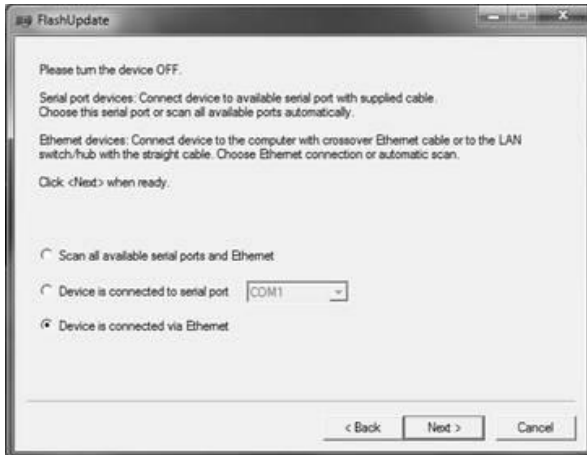 FlashUpdate
Please turn the device OFF.
Serial port devices: Connect device to available serial port with supplied cable.
Choose this serial port or scan all available ports automatically.
Ethernet devices: Connect device to the computer with crossover Ethernet cable or to the LAN
switch/hub with the straight cable. Choose Ethernet connection or automatic scan.
Click <Next> when ready.
Scan all available serial ports and Ethernet
Device is connected to serial port COM1
Device is connected via Ethernet
< Back Next > Cancel